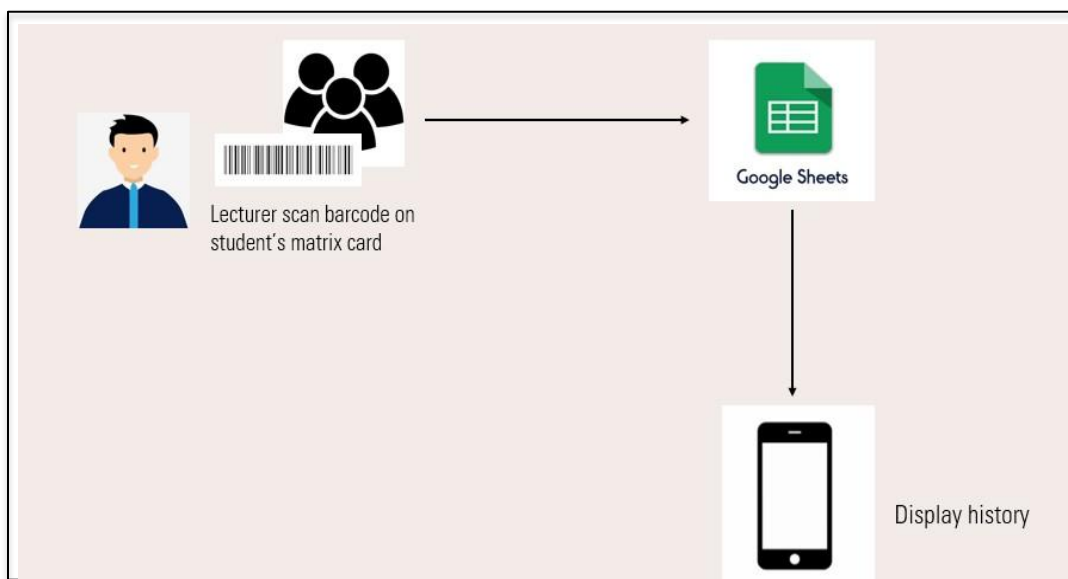 Google Sheets
Lecturer scan barcode on
student's matrix card
Display history